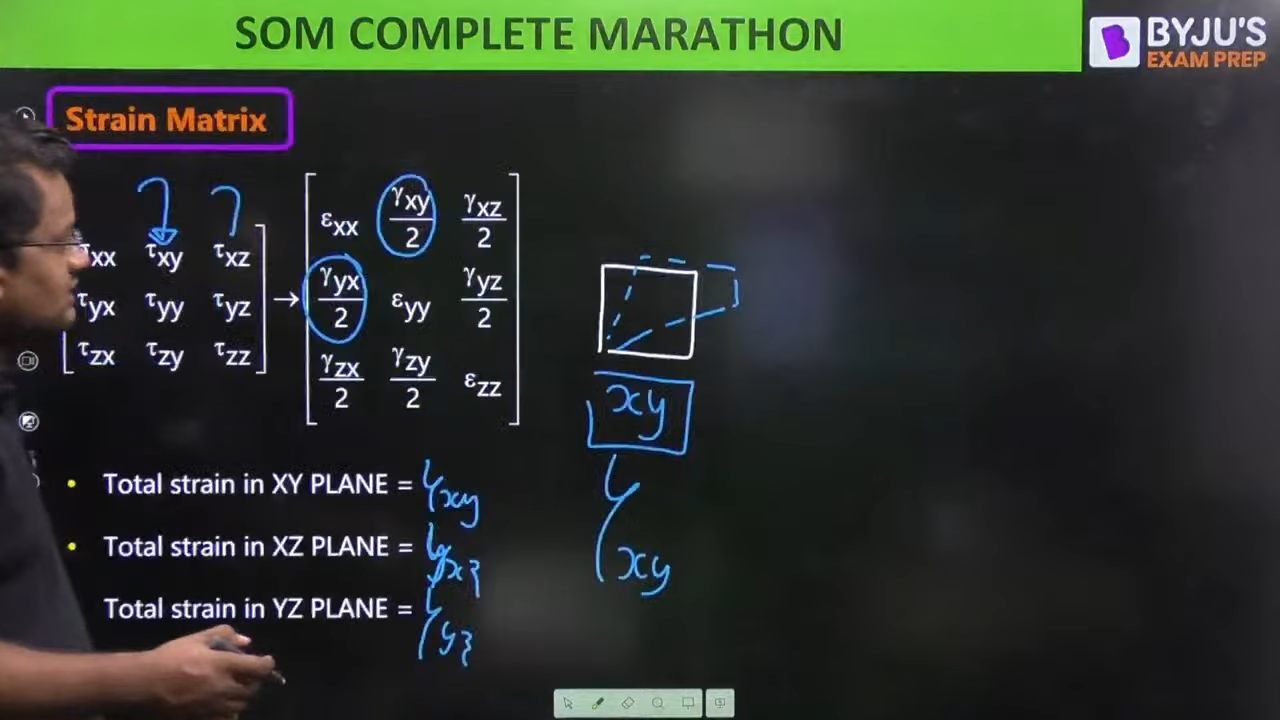 SOM COMPLETE MARATHON
BYJU'S
EXAM PREP
Strain Matrix
τxx τxy τxz
τyx τyy τyz
τzx τzy τzz
→
εxx γxy/2 γxz/2
γyx/2 εyy γyz/2
γzx/2 γzy/2 εzz
xy
γxy
• Total strain in XY PLANE = γxy
• Total strain in XZ PLANE = γxz
Total strain in YZ PLANE = γyz